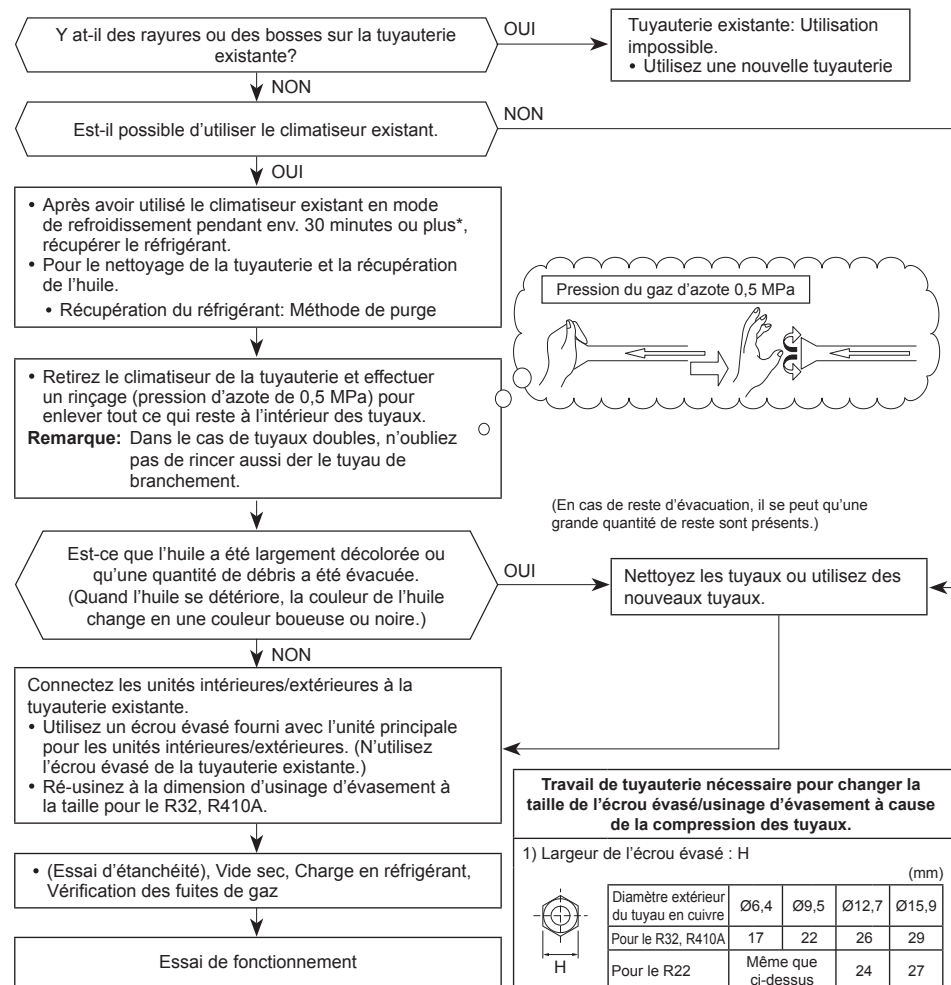 Y at-il des rayures ou des bosses sur la tuyauterie
existante?
OUI
Tuyauterie existante: Utilisation
impossible.
• Utilisez une nouvelle tuyauterie
NON
Est-il possible d'utiliser le climatiseur existant.
NON
OUI
• Après avoir utilisé le climatiseur existant en mode
de refroidissement pendant env. 30 minutes ou plus*,
récupérer le réfrigérant.
• Pour le nettoyage de la tuyauterie et la récupération
de l'huile.
• Récupération du réfrigérant: Méthode de purge
Pression du gaz d'azote 0,5 MPa
• Retirez le climatiseur de la tuyauterie et effectuer
un rinçage (pression d'azote de 0,5 MPa) pour
enlever tout ce qui reste à l'intérieur des tuyaux.
Remarque: Dans le cas de tuyaux doubles, n'oubliez
pas de rincer aussi der le tuyau de
branchement.
(En cas de reste d'évacuation, il se peut qu'une
grande quantité de reste sont présents.)
Est-ce que l'huile a été largement décolorée ou
qu'une quantité de débris a été évacuée.
(Quand l'huile se détériore, la couleur de l'huile
change en une couleur boueuse ou noire.)
OUI
Nettoyez les tuyaux ou utilisez des
nouveaux tuyaux.
NON
Connectez les unités intérieures/extérieures à la
tuyauterie existante.
• Utilisez un écrou évasé fourni avec l'unité principale
pour les unités intérieures/extérieures. (N'utilisez
l'écrou évasé de la tuyauterie existante.)
• Ré-usinez à la dimension d'usinage d'évasement à
la taille pour le R32, R410A.
• (Essai d'étanchéité), Vide sec, Charge en réfrigérant,
Vérification des fuites de gaz
Essai de fonctionnement
Travail de tuyauterie nécessaire pour changer la
taille de l'écrou évasé/usinage d'évasement à cause
de la compression des tuyaux.
1) Largeur de l'écrou évasé : H
(mm)
H
Diamètre extérieur
du tuyau en cuivre
Ø6,4 Ø9,5 Ø12,7 Ø15,9
Pour le R32, R410A 17 22 26 29
Pour le R22
Même que
ci-dessus
24 27